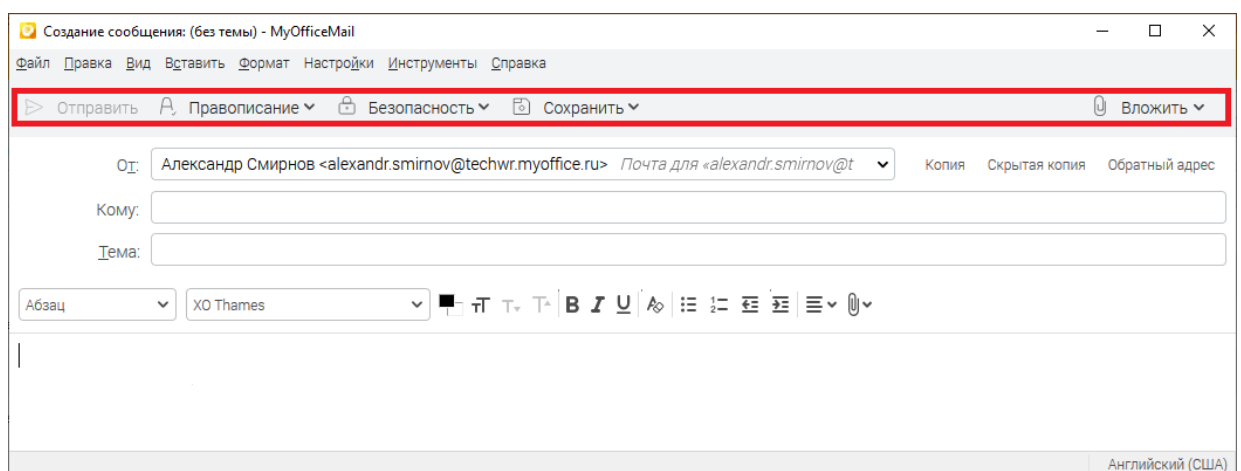 Создание сообщения: (без темы) - MyOfficeMail
Файл Правка Вид Вставить Формат Настройки Инструменты Справка
Отправить Правописание Безопасность Сохранить Вложить
От: Александр Смирнов <alexandr.smirnov@techwr.myoffice.ru> Почта для «alexandr.smirnov@t Копия Скрытая копия Обратный адрес
Кому:
Тема:
Абзац XO Thames B I U
Английский (США)